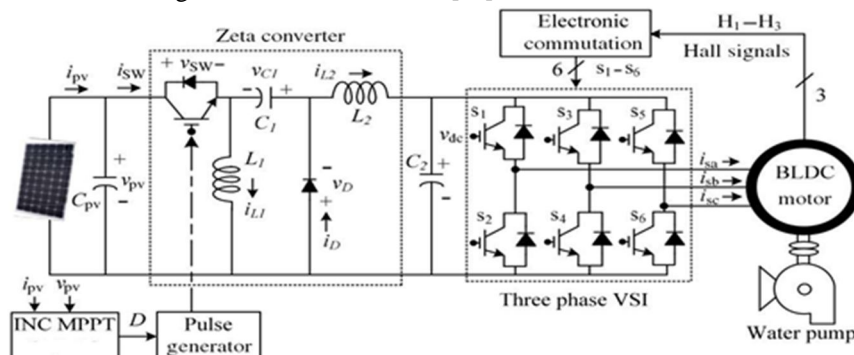 Zeta converter
Electronic
commutation
H1–H3
Hall signals
6
s1–s6
3
ipv
iSW
+ vSW-
- vC1 +
C1
iL2
L2
L1
iL1
-
vD
+
iD
+
vpv
-
Cpv
C2
+
-
vdc
s1
s3
s5
s2
s4
s6
isa
isb
isc
BLDC
motor
Three phase VSI
Water pump
ipv
vpv
INC MPPT
D
Pulse
generator